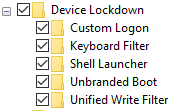 Device Lockdown
Custom Logon
Keyboard Filter
Shell Launcher
Unbranded Boot
Unified Write Filter